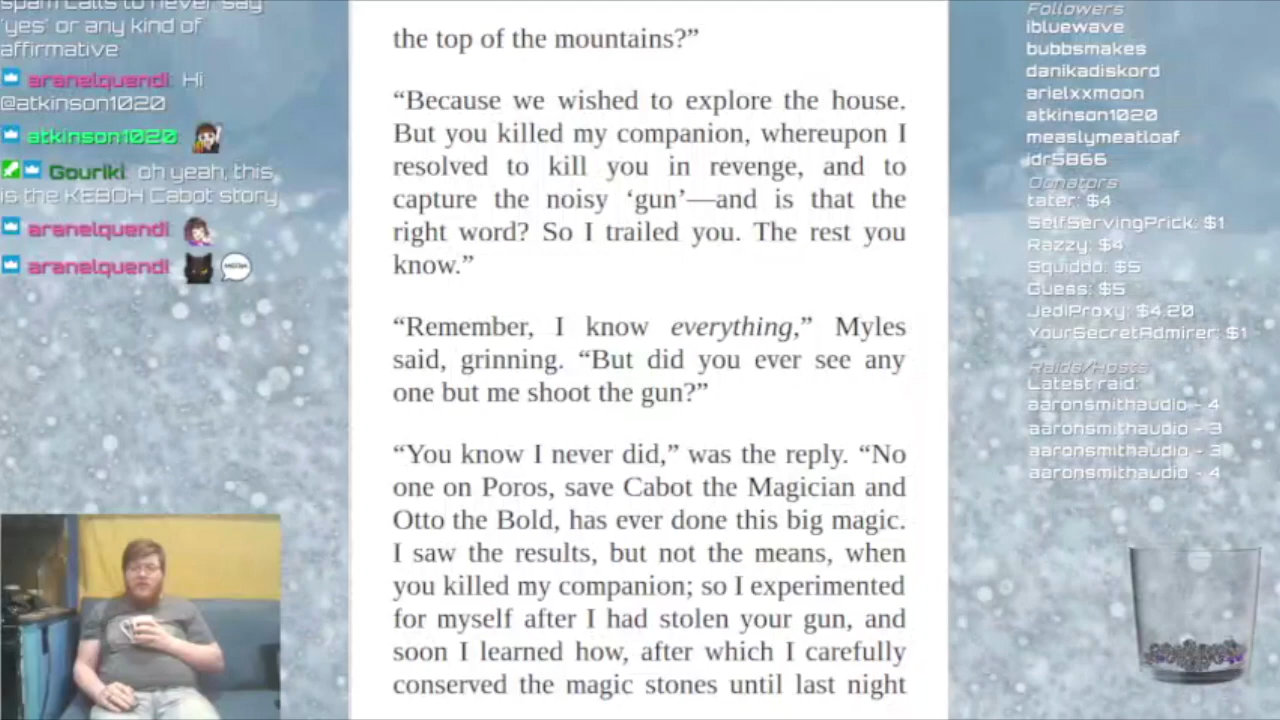 spam calls to never say
'yes' or any kind of
affirmative
aranelquendi: Hi
@atkinson1020
atkinson1020
Gouriki: oh yeah, this
is the KEBOH Cabot story
aranelquendi
aranelquendi
the top of the mountains?”
“Because we wished to explore the house.
But you killed my companion, whereupon I
resolved to kill you in revenge, and to
capture the noisy ‘gun’—and is that the
right word? So I trailed you. The rest you
know.”
“Remember, I know everything,” Myles
said, grinning. “But did you ever see any
one but me shoot the gun?”
“You know I never did,” was the reply. “No
one on Poros, save Cabot the Magician and
Otto the Bold, has ever done this big magic.
I saw the results, but not the means, when
you killed my companion; so I experimented
for myself after I had stolen your gun, and
soon I learned how, after which I carefully
conserved the magic stones until last night
Followers
ibluewave
bubbsmakes
danikadiskord
arielxxmoon
atkinson1020
measlymeatloaf
jdr5866
Donators
tater: $4
SelfServingPrick: $1
Razzy: $4
Squiddo: $5
Guess: $5
JediProxy: $4.20
YourSecretAdmirer: $1
Raids/Hosts
Latest raid:
aaronsmithaudio - 4
aaronsmithaudio - 3
aaronsmithaudio - 3
aaronsmithaudio - 4